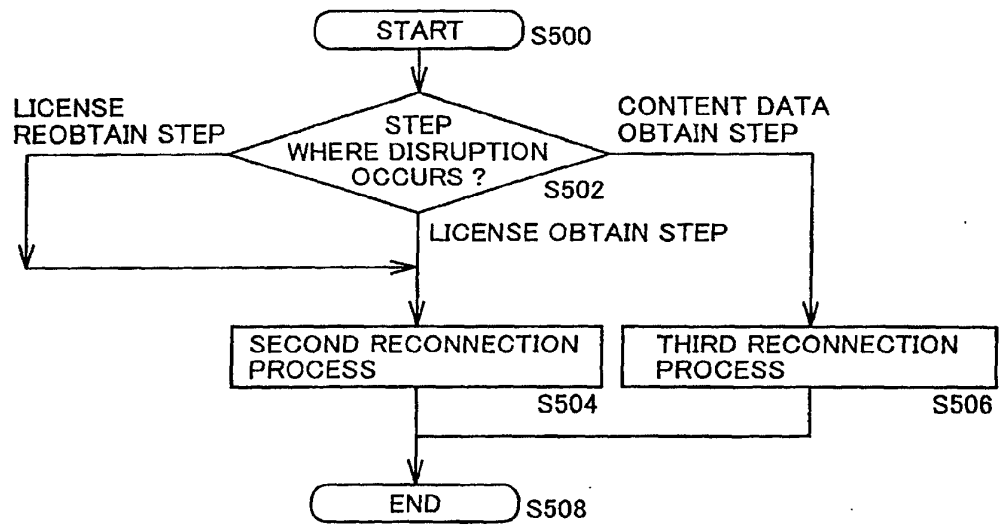 START
S500
LICENSE
REOBTAIN STEP
STEP
WHERE DISRUPTION
OCCURS ?
S502
CONTENT DATA
OBTAIN STEP
LICENSE OBTAIN STEP
SECOND RECONNECTION
PROCESS
S504
THIRD RECONNECTION
PROCESS
S506
END
S508